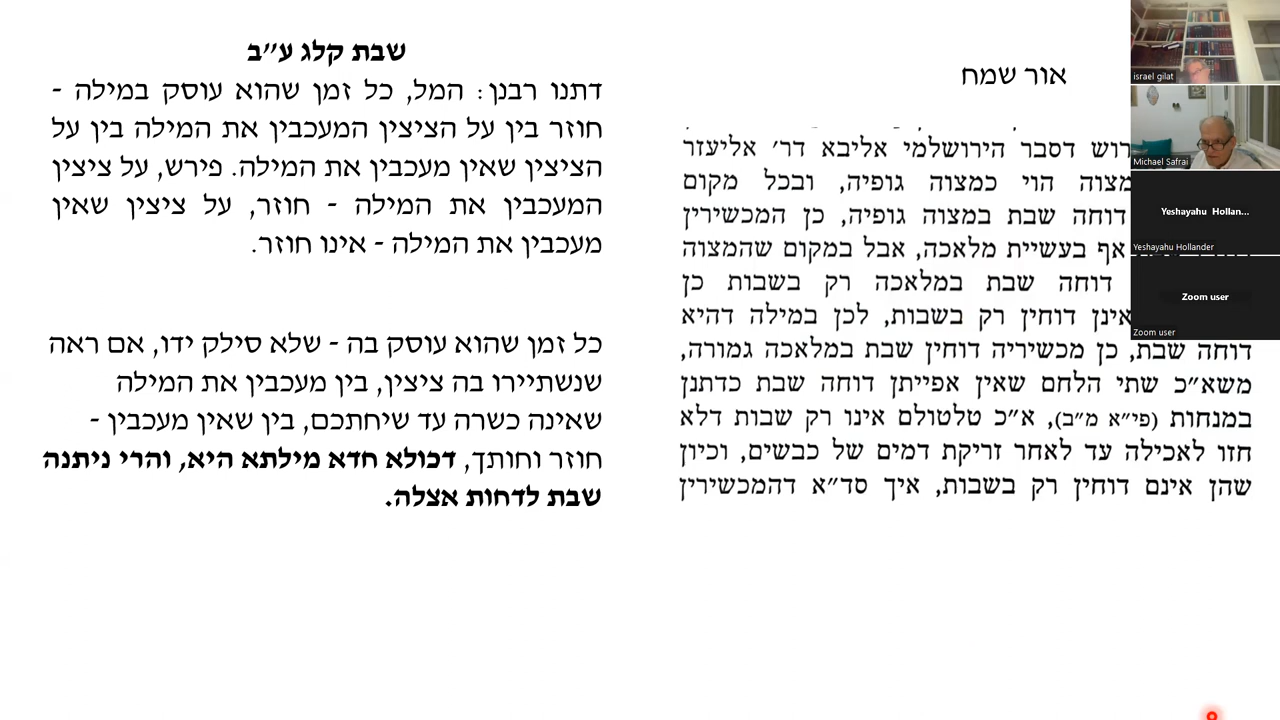 אור שמח
דסבר הירושלמי אליבא דר׳ אליעזר
הוי כמצוה גופיה, ובכל מקום
דוחה שבת במצוה גופיה, כן המכשירין
אף בעשיית מלאכה, אבל במקום שהמצוה
דוחה שבת במלאכה רק בשבות כן
אינן דוחין רק בשבות, לכן במילה דהיא
דוחה שבת, כן מכשיריה דוחין שבת במלאכה גמורה,
משא״כ שתי הלחם שאין אפייתן דוחה שבת כדתנן
במנחות (פי״א מ״ב), א״כ טלטולם אינו רק שבות דלא
חזו לאכילה עד לאחר זריקת דמים של כבשים, וכיון
שהן אינם דוחין רק בשבות, איך סד״א דהמכשירין
שבת קלג ע״ב
דתנו רבנן: המל, כל זמן שהוא עוסק במילה -
חוזר בין על הציצין המעכבין את המילה בין על
הציצין שאין מעכבין את המילה. פירש, על ציצין
המעכבין את המילה - חוזר, על ציצין שאין
מעכבין את המילה - אינו חוזר.
כל זמן שהוא עוסק בה - שלא סילק ידו, אם ראה
שנשתיירו בה ציצין, בין מעכבין את המילה
שאינה כשרה עד שיחתכם, בין שאין מעכבין -
חוזר וחותך, דכולא חדא מילתא היא, והרי ניתנה
שבת לדחות אצלה.
israel gilat
Michael Safrai
Yeshayahu Hollan...
Yeshayahu Hollander
Zoom user
Zoom user